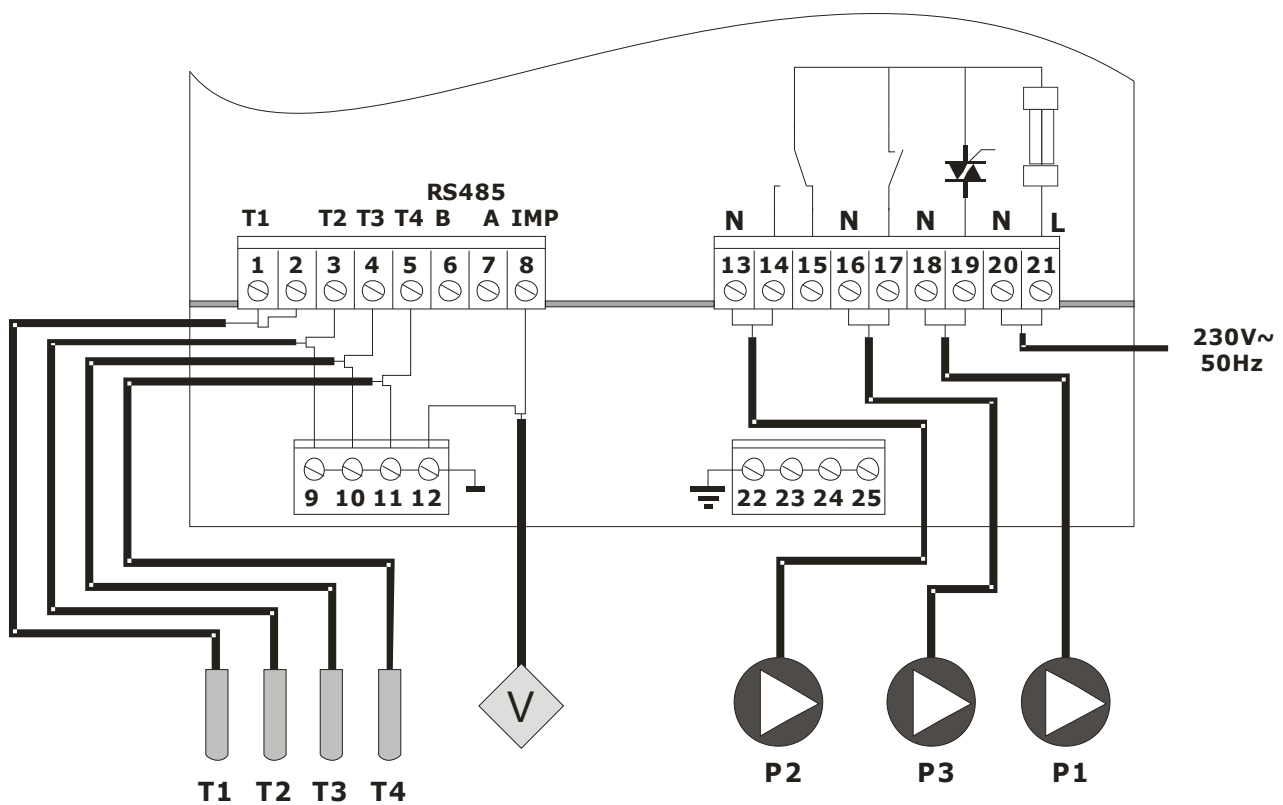 RS485
T1 T2 T3 T4 B A IMP
N N N N L
1 2 3 4 5 6 7 8
13 14 15 16 17 18 19 20 21
230V~
50Hz
9 10 11 12
22 23 24 25
V
P2 P3 P1
T1 T2 T3 T4